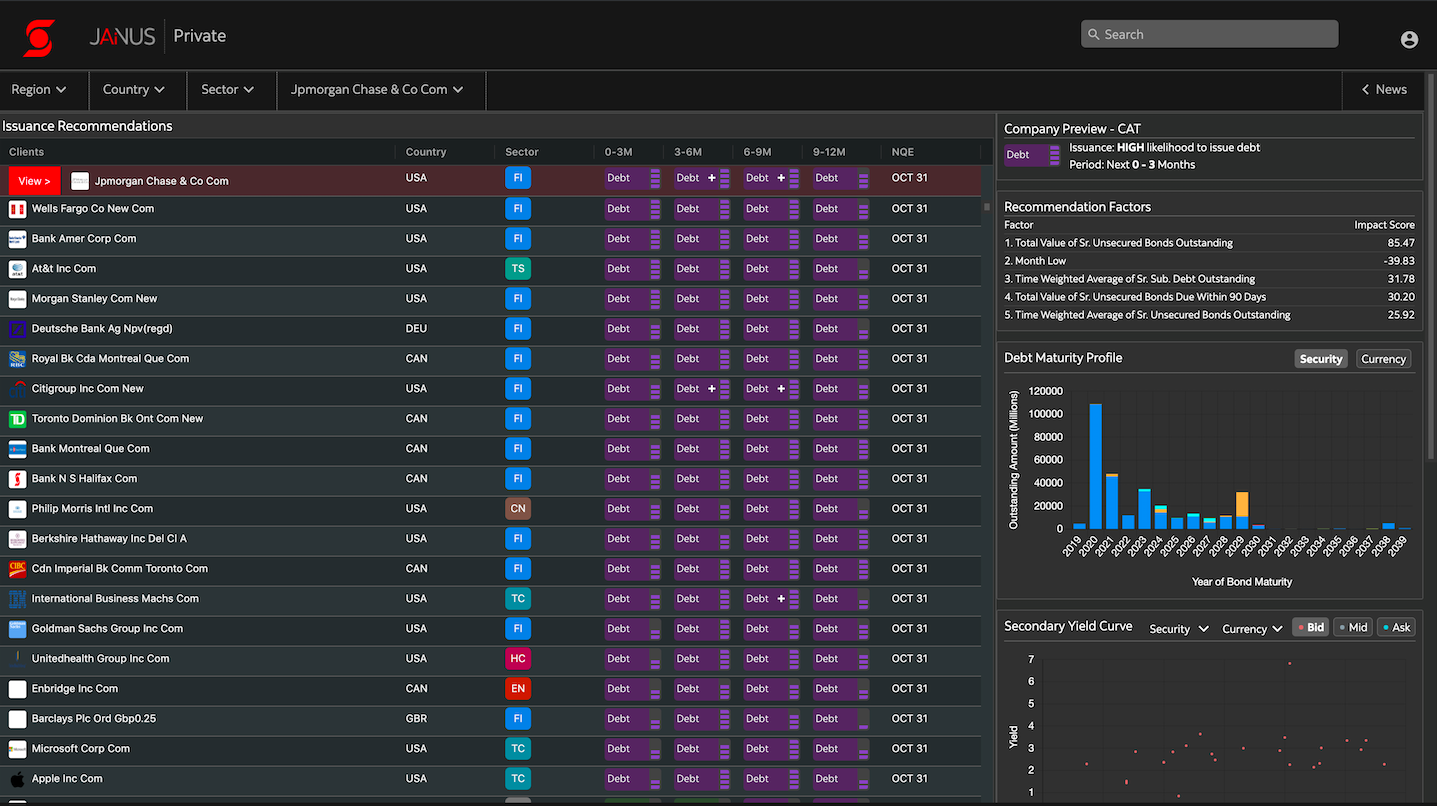 JANUS Private
Search
Region
Country
Sector
Jpmorgan Chase & Co Com
News
Issuance Recommendations
Clients Country Sector 0-3M 3-6M 6-9M 9-12M NQE
View > Jpmorgan Chase & Co Com USA FI Debt Debt + Debt + Debt OCT 31
Wells Fargo Co New Com USA FI Debt Debt Debt Debt OCT 31
Bank Amer Corp Com USA FI Debt Debt Debt Debt OCT 31
At&t Inc Com USA TS Debt Debt Debt Debt OCT 31
Morgan Stanley Com New USA FI Debt Debt Debt Debt OCT 31
Deutsche Bank Ag Npv(regd) DEU FI Debt Debt Debt Debt OCT 31
Royal Bk Cda Montreal Que Com CAN FI Debt Debt Debt Debt OCT 31
Citigroup Inc Com New USA FI Debt Debt + Debt + Debt OCT 31
Toronto Dominion Bk Ont Com New CAN FI Debt Debt Debt Debt OCT 31
Bank Montreal Que Com CAN FI Debt Debt Debt Debt OCT 31
Bank N S Halifax Com CAN FI Debt Debt Debt Debt OCT 31
Philip Morris Intl Inc Com USA CN Debt Debt Debt Debt OCT 31
Berkshire Hathaway Inc Del Cl A USA FI Debt Debt Debt Debt OCT 31
Cdn Imperial Bk Comm Toronto Com CAN FI Debt Debt Debt Debt OCT 31
International Business Machs Com USA TC Debt Debt Debt + Debt OCT 31
Goldman Sachs Group Inc Com USA FI Debt Debt Debt Debt OCT 31
Unitedhealth Group Inc Com USA HC Debt Debt Debt Debt OCT 31
Enbridge Inc Com CAN EN Debt Debt Debt Debt OCT 31
Barclays Plc Ord Gbp0.25 GBR FI Debt Debt Debt Debt OCT 31
Microsoft Corp Com USA TC Debt Debt Debt Debt OCT 31
Apple Inc Com USA TC Debt Debt Debt Debt OCT 31
Company Preview - CAT
Debt
Issuance: HIGH likelihood to issue debt
Period: Next 0 - 3 Months
Recommendation Factors
Factor Impact Score
1. Total Value of Sr. Unsecured Bonds Outstanding 85.47
2. Month Low -39.83
3. Time Weighted Average of Sr. Sub. Debt Outstanding 31.78
4. Total Value of Sr. Unsecured Bonds Due Within 90 Days 30.20
5. Time Weighted Average of Sr. Unsecured Bonds Outstanding 25.92
Debt Maturity Profile Security Currency
Outstanding Amount (Millions)
120000
100000
80000
60000
40000
20000
0
2019 2020 2021 2022 2023 2024 2025 2026 2027 2028 2029 2030 2031 2032 2033 2034 2035 2036 2037 2038 2039
Year of Bond Maturity
Secondary Yield Curve Security Currency Bid Mid Ask
Yield
7
6
5
4
3
2
1